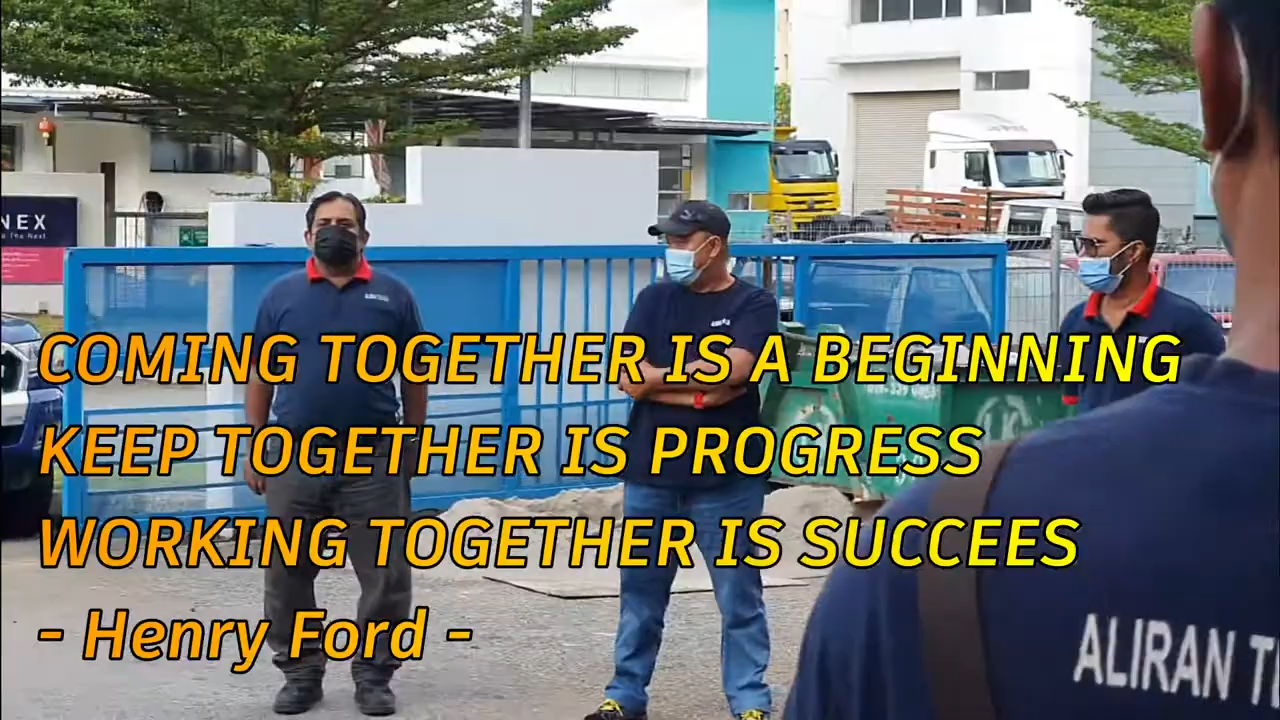 NEX
COMING TOGETHER IS A BEGINNING
KEEP TOGETHER IS PROGRESS
WORKING TOGETHER IS SUCCEES
- Henry Ford -
ALIRAN T